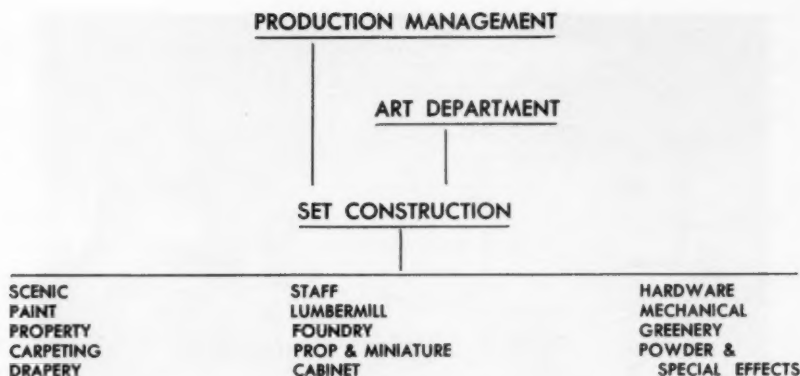 PRODUCTION MANAGEMENT
ART DEPARTMENT
SET CONSTRUCTION
SCENIC
PAINT
PROPERTY
CARPETING
DRAPERY
STAFF
LUMBERMILL
FOUNDRY
PROP & MINIATURE
CABINET
HARDWARE
MECHANICAL
GREENERY
POWDER &
SPECIAL EFFECTS